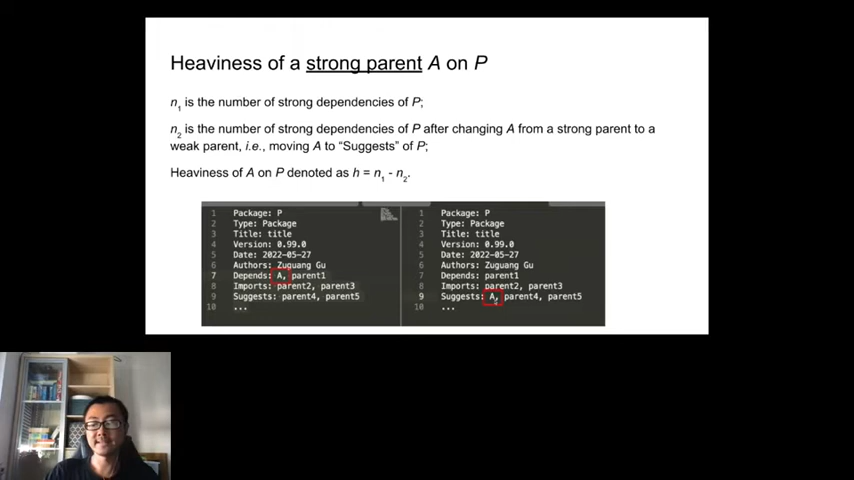 Heaviness of a strong parent A on P
n1 is the number of strong dependencies of P;
n2 is the number of strong dependencies of P after changing A from a strong parent to a
weak parent, i.e., moving A to “Suggests” of P;
Heaviness of A on P denoted as h = n1 - n2.
1 Package: P
2 Type: Package
3 Title: title
4 Version: 0.99.0
5 Date: 2022-05-27
6 Authors: Zuguang Gu
7 Depends: A, parent1
8 Imports: parent2, parent3
9 Suggests: parent4, parent5
10 ...
1 Package: P
2 Type: Package
3 Title: title
4 Version: 0.99.0
5 Date: 2022-05-27
6 Authors: Zuguang Gu
7 Depends: parent1
8 Imports: parent2, parent3
9 Suggests: A, parent4, parent5
10 ...